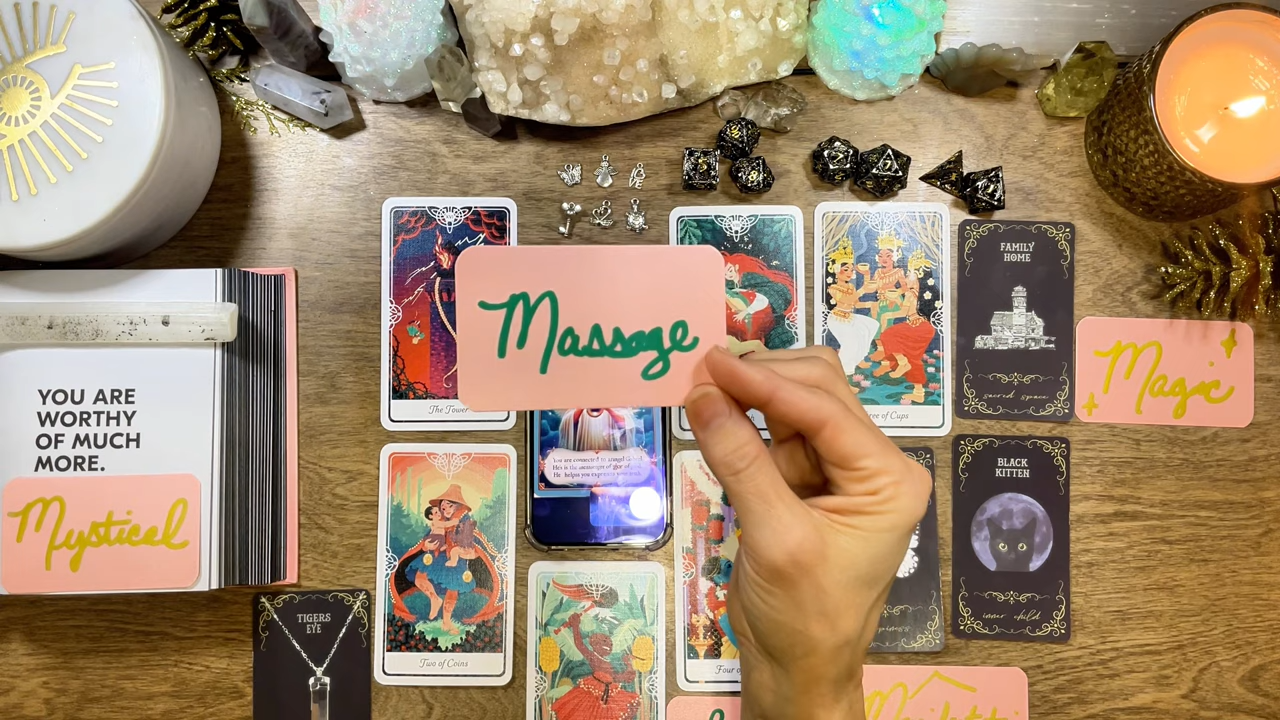 YOU ARE
WORTHY
OF MUCH
MORE.
Mystical
TIGERS
EYE
The Tower
Massage
Two of Coins
of Cups
FAMILY
HOME
sacred space
Magic
BLACK
KITTEN
inner child